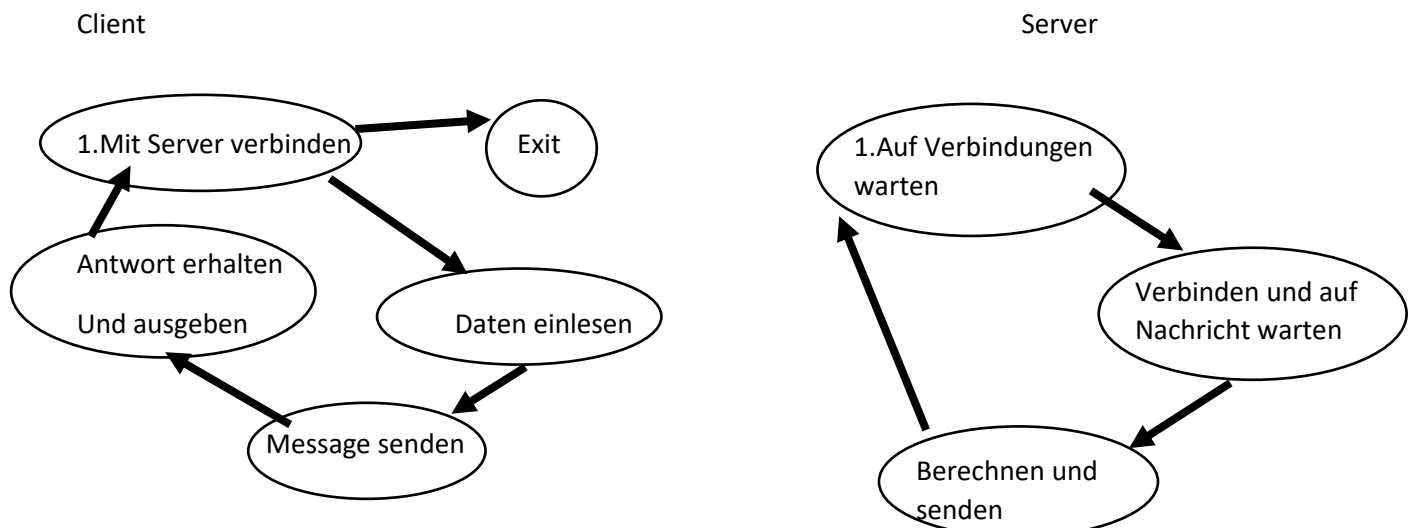 Client
Server
1.Mit Server verbinden
Exit
Antwort erhalten
Und ausgeben
Daten einlesen
Message senden
1.Auf Verbindungen
warten
Verbinden und auf
Nachricht warten
Berechnen und
senden